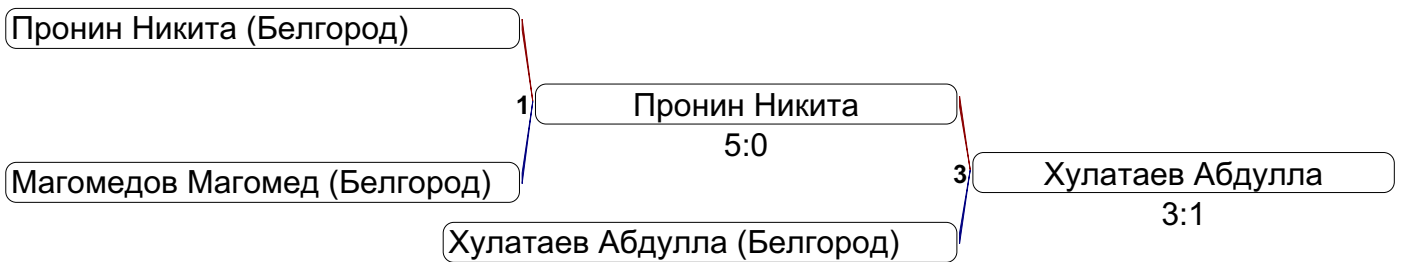 Пронин Никита (Белгород)
1
Пронин Никита
5:0
Магомедов Магомед (Белгород)
3
Хулатаев Абдулла
3:1
Хулатаев Абдулла (Белгород)